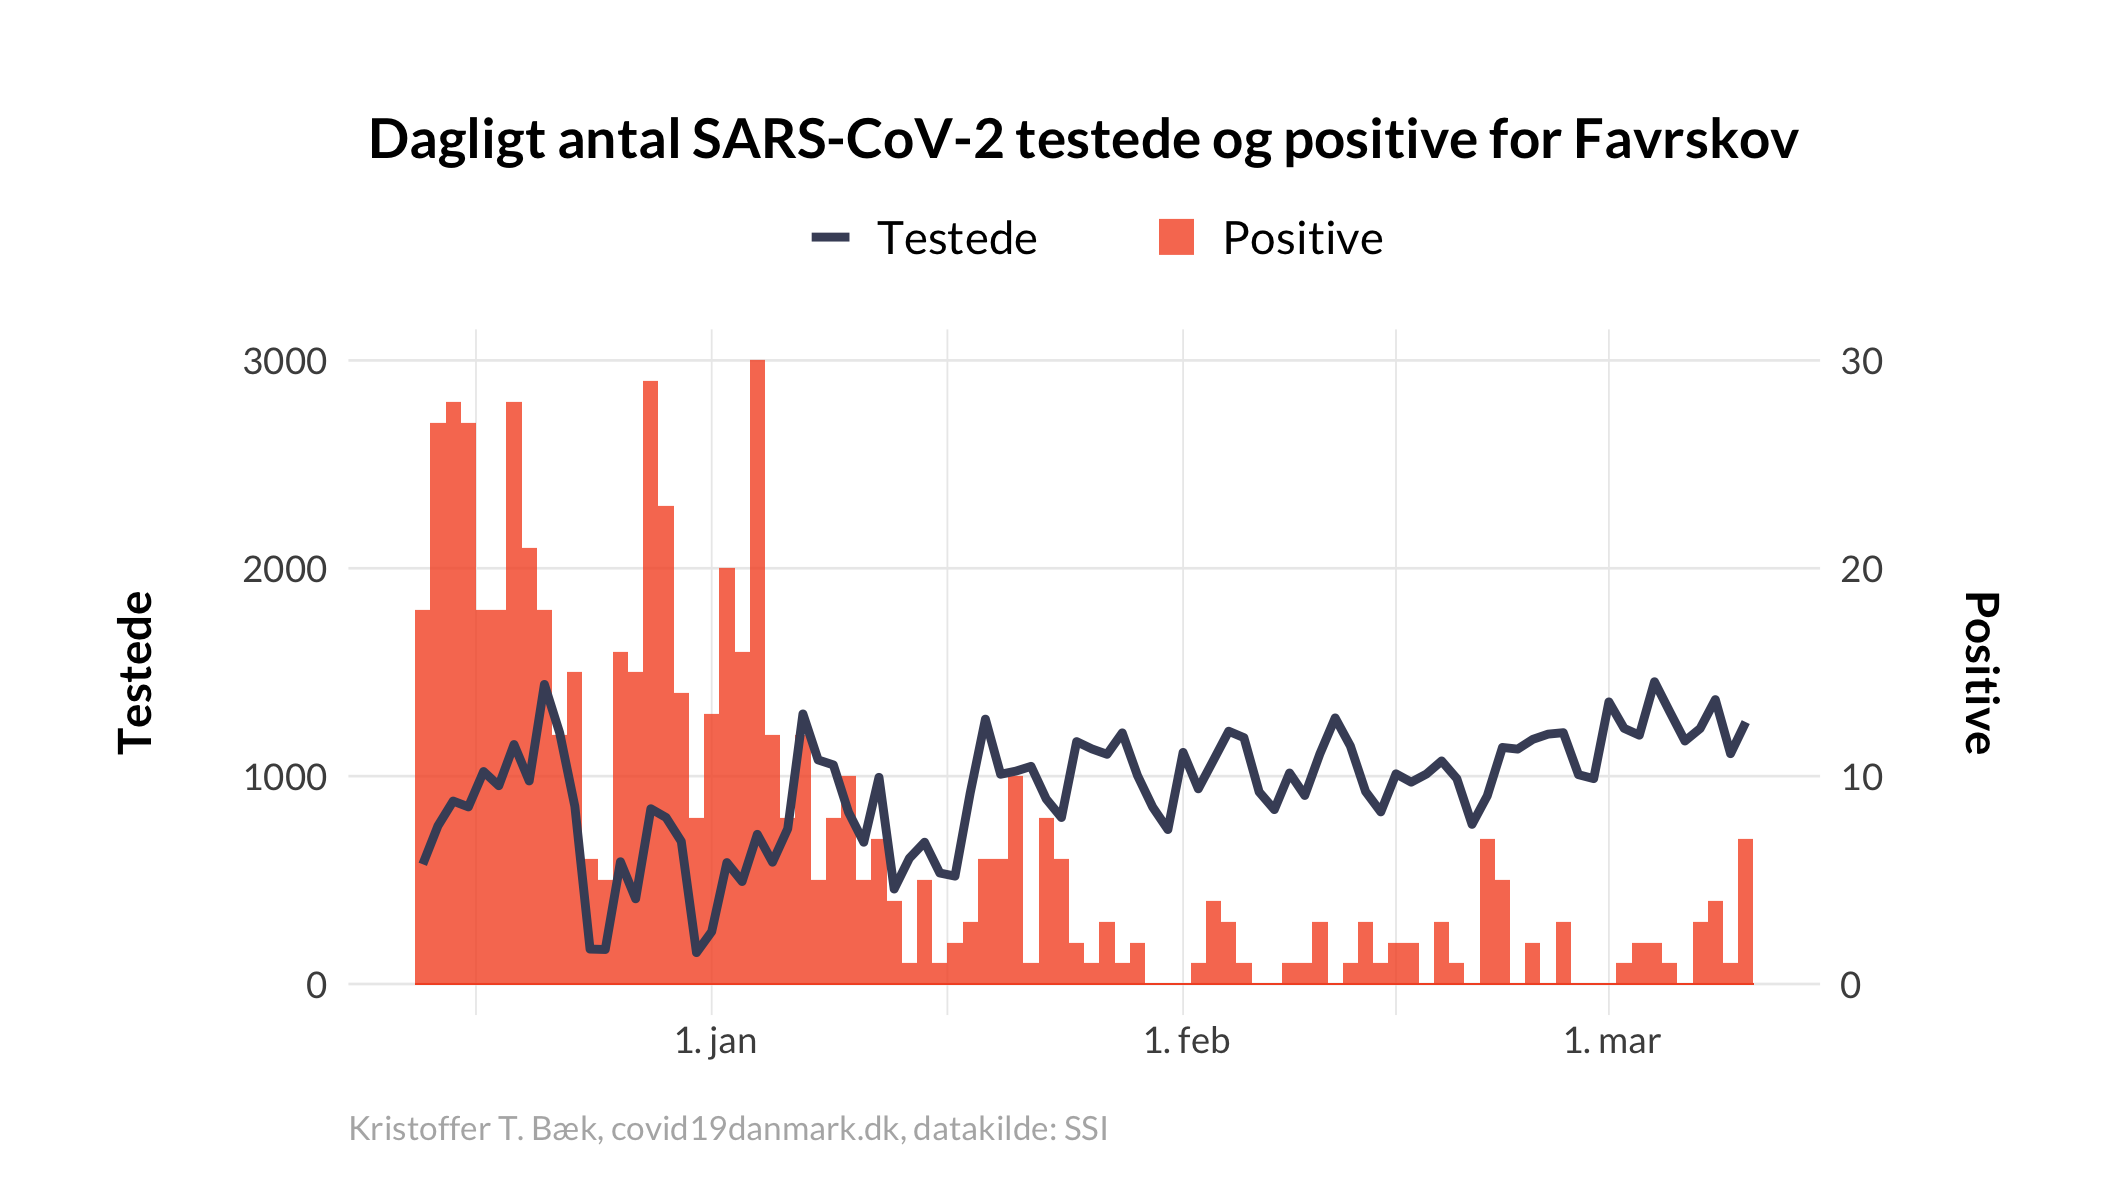 Dagligt antal SARS-CoV-2 testede og positive for Favrskov
Testede
Positive
3000
2000
1000
0
30
20
10
0
Testede
Positive
1. jan
1. feb
1. mar
Kristoffer T. Bæk, covid19danmark.dk, datakilde: SSI